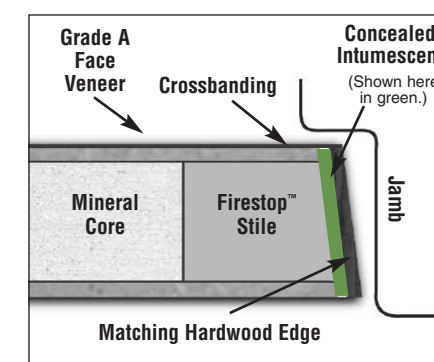 Grade A
Face
Veneer
Crossbanding
Concealed
Intumescen
(Shown here
in green.)
Mineral
Core
Firestop™
Stile
Jamb
Matching Hardwood Edge